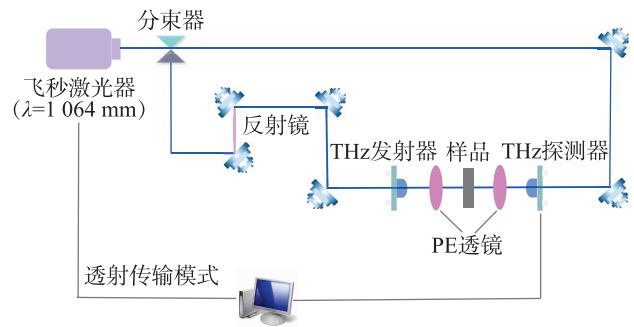 分束器
飞秒激光器
(λ=1 064 mm)
反射镜
THz发射器
样品
THz探测器
PE透镜
透射传输模式